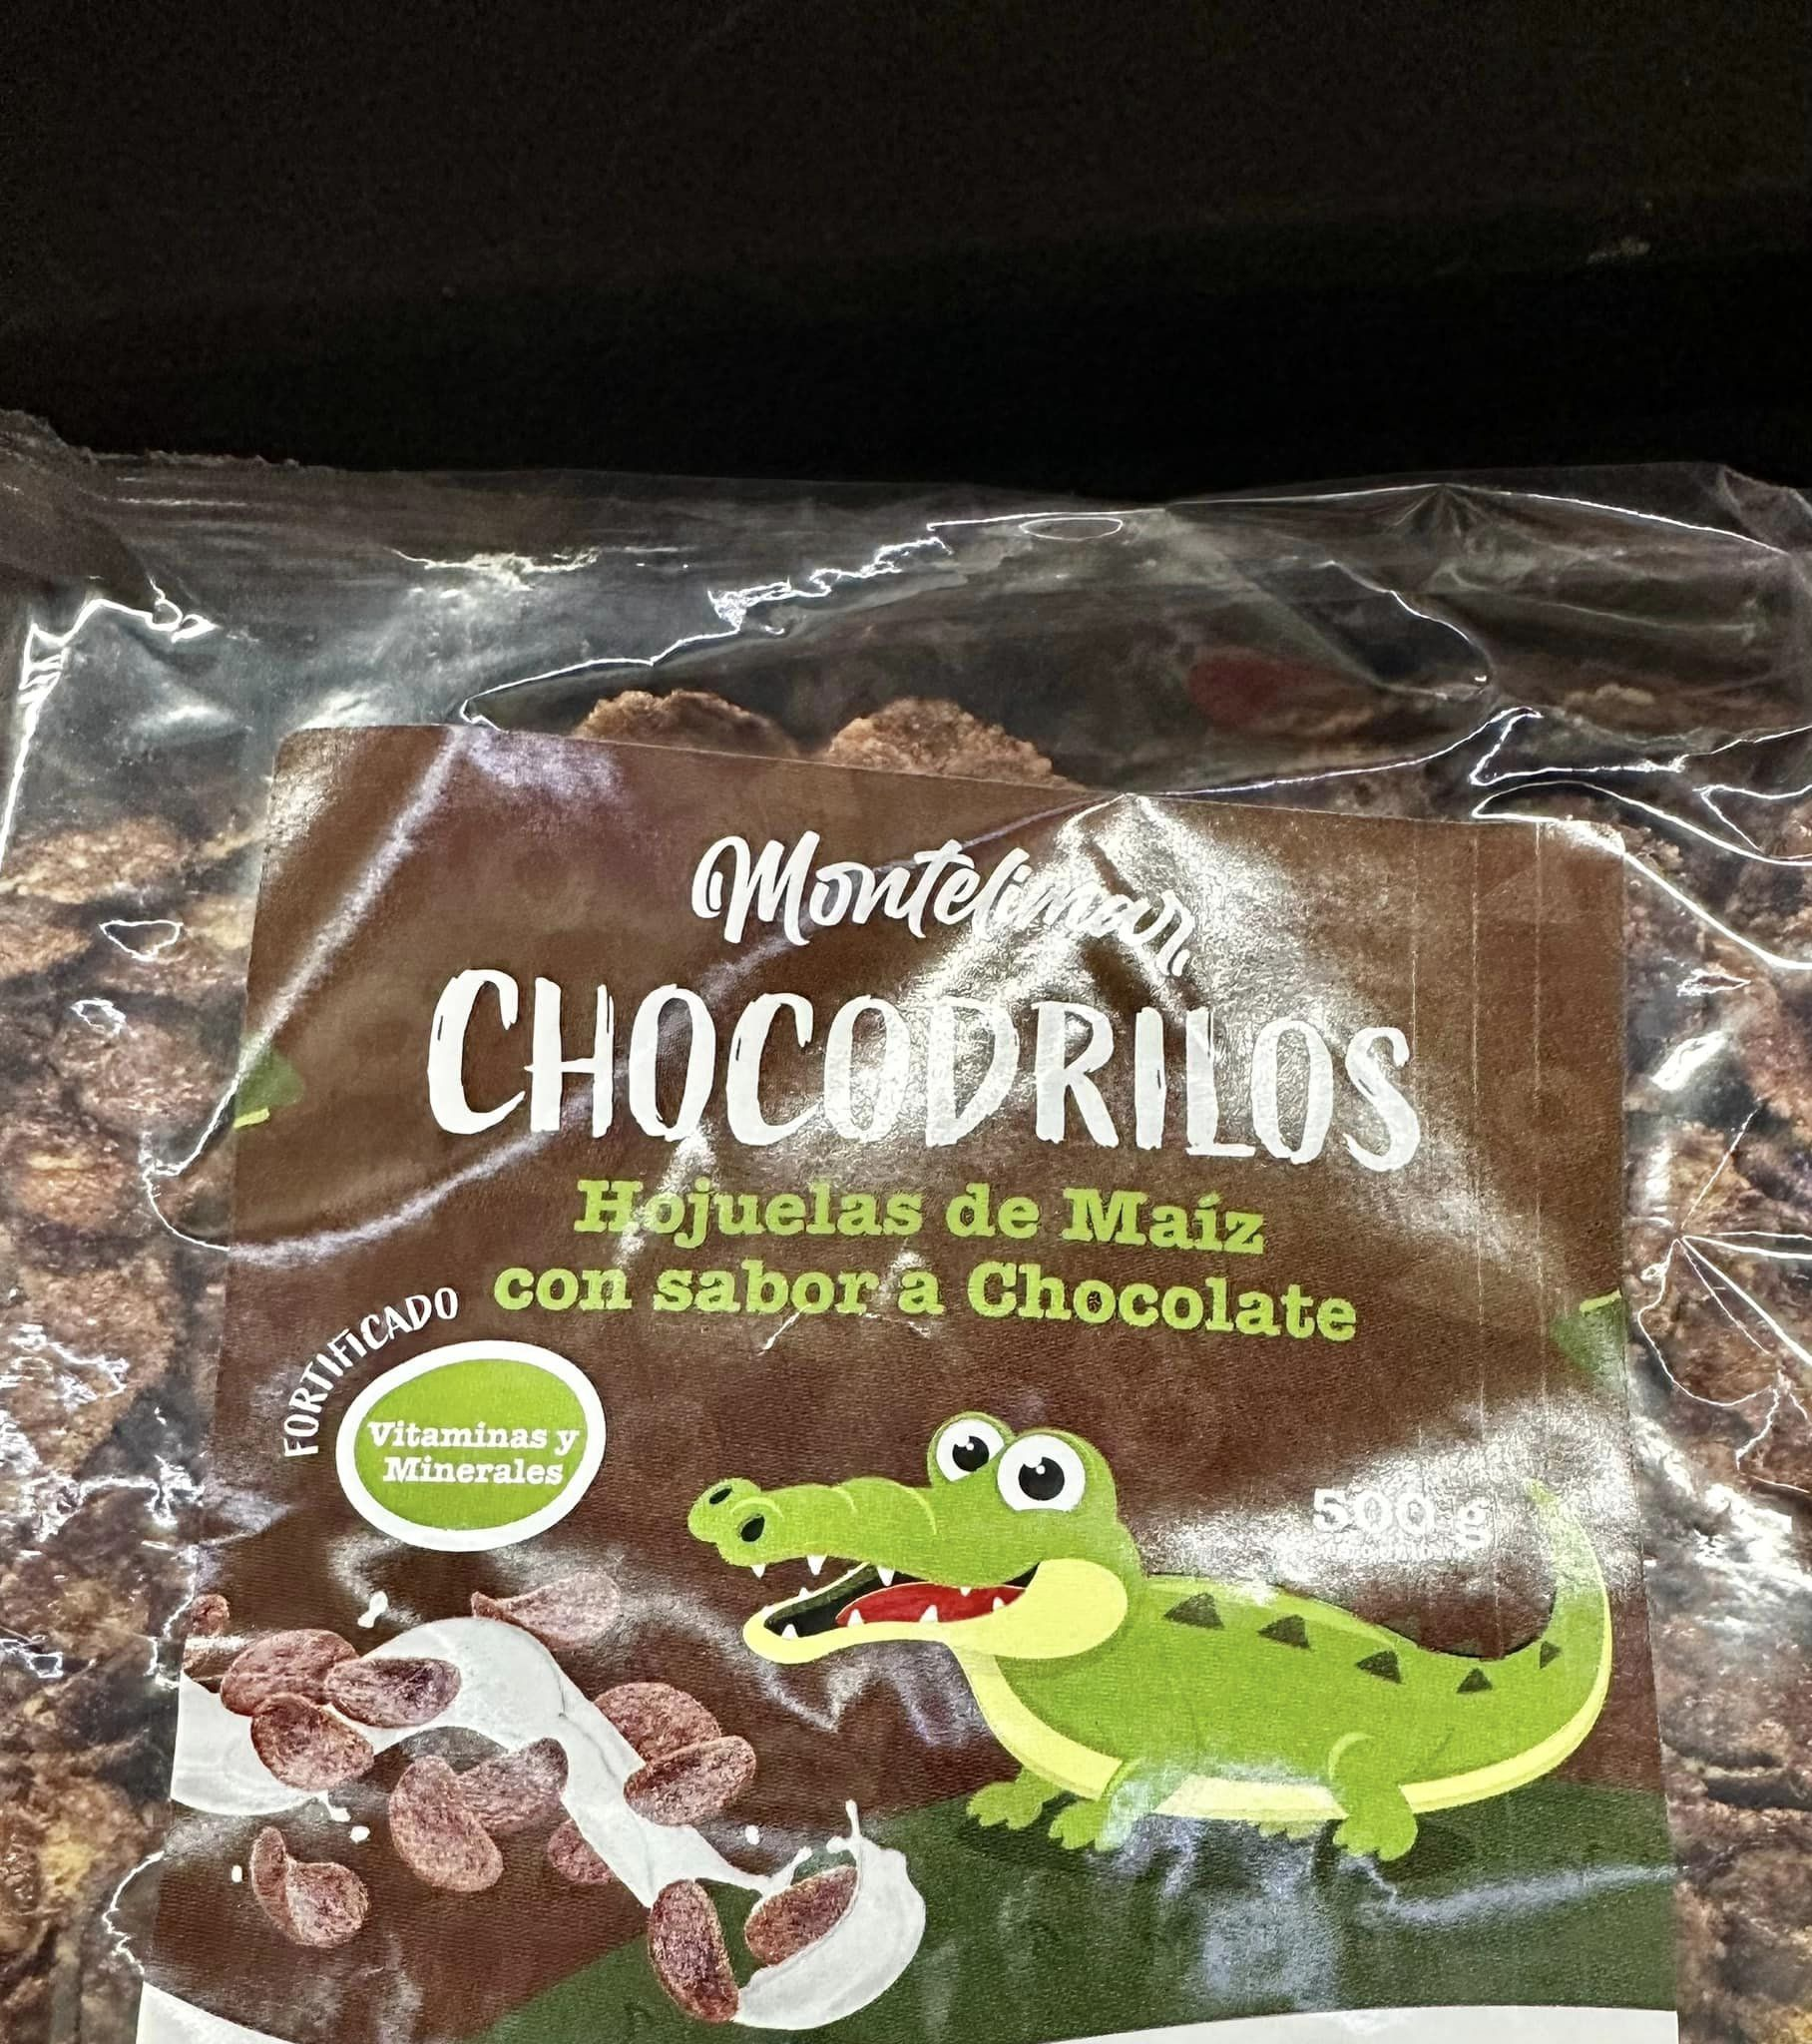 Montelimar
CHOCODRILOS
Hojuelas de Maíz
con sabor a Chocolate
FORTIFICADO
Vitaminas y
Minerales
500 g